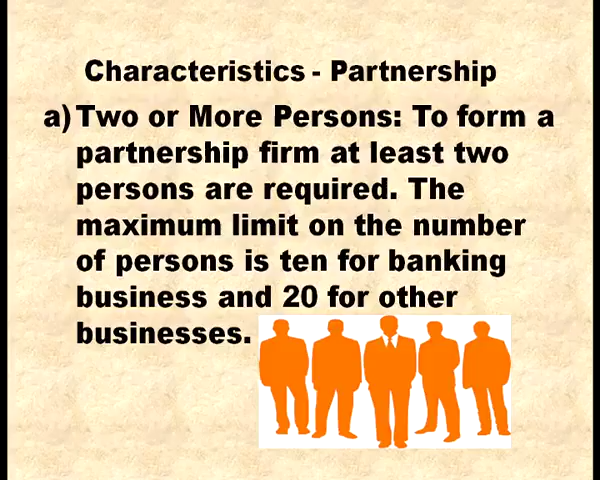 Characteristics - Partnership
a) Two or More Persons: To form a
partnership firm at least two
persons are required. The
maximum limit on the number
of persons is ten for banking
business and 20 for other
businesses.